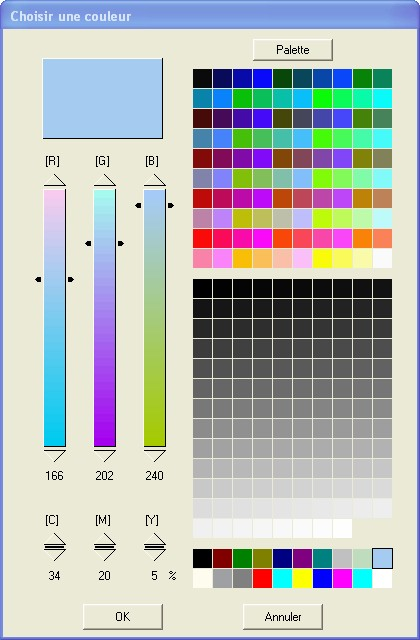 Choisir une couleur
Palette
[R] [G] [B]
166 202 240
[C] [M] [Y]
34 20 5 %
OK Annuler